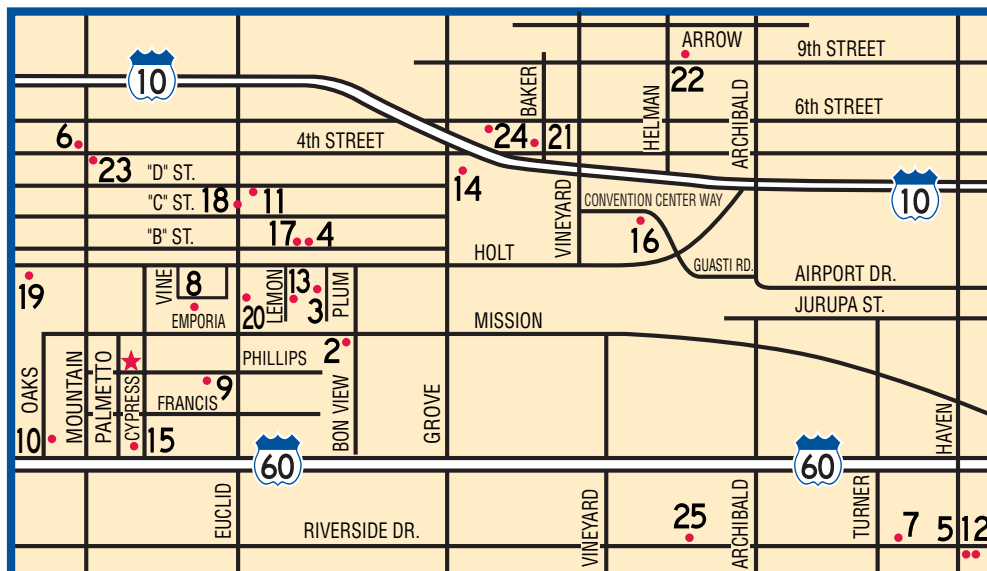 ARROW
9th STREET
10
22
BAKER
HELMAN
ARCHIBALD
6th STREET
6
4th STREET
24
21
23
"D" ST.
14
"C" ST.
18
11
VINEYARD
CONVENTION CENTER WAY
10
"B" ST.
17
4
16
HOLT
GUASTI RD.
19
VINE
8
LEMON
13
3
PLUM
AIRPORT DR.
EMPORIA
20
JURUPA ST.
MISSION
2
PHILLIPS
OAKS
MOUNTAIN
PALMETTO
CYPRESS
9
FRANCIS
BON VIEW
GROVE
HAVEN
10
15
60
60
EUCLID
VINEYARD
25
ARCHIBALD
TURNER
7
5
12
RIVERSIDE DR.